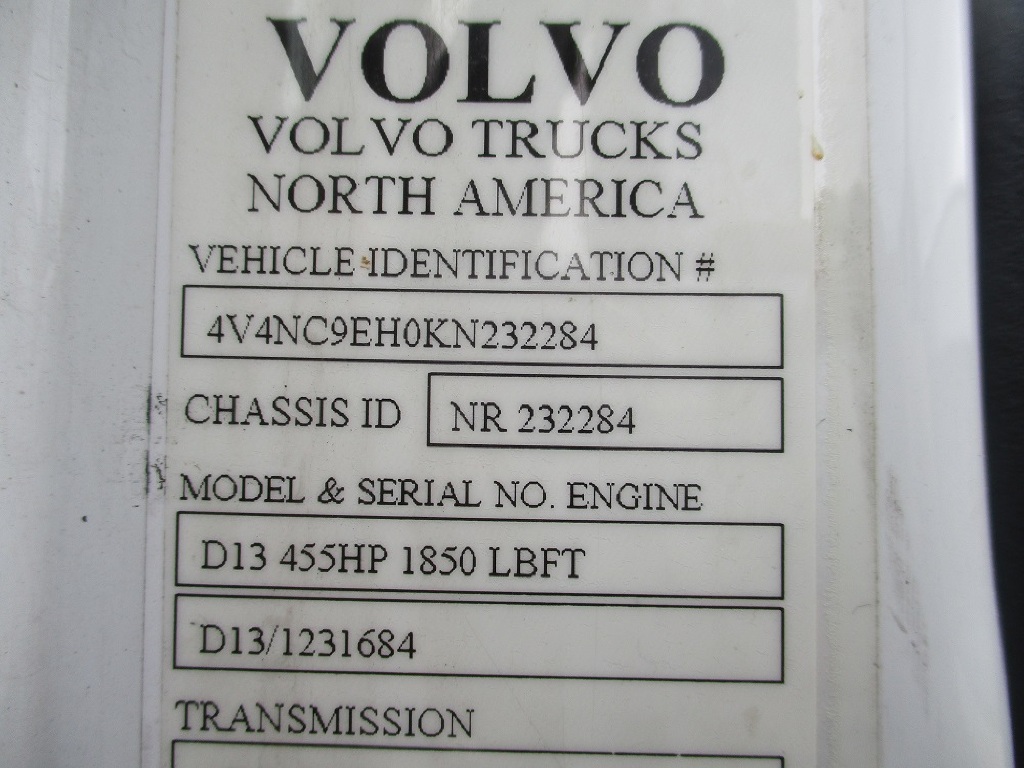 VOLVO
VOLVO TRUCKS
NORTH AMERICA
VEHICLE IDENTIFICATION #
4V4NC9EH0KN232284
CHASSIS ID NR 232284
MODEL & SERIAL NO. ENGINE
D13 455HP 1850 LBFT
D13/1231684
TRANSMISSION